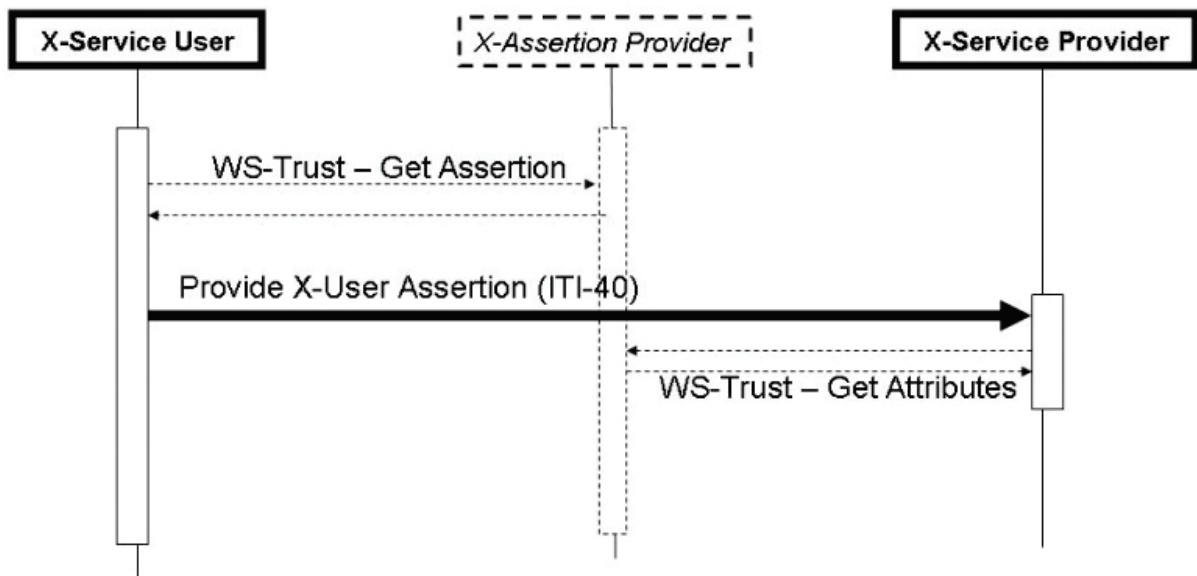 X-Service User
X-Assertion Provider
X-Service Provider
WS-Trust – Get Assertion
Provide X-User Assertion (ITI-40)
WS-Trust – Get Attributes